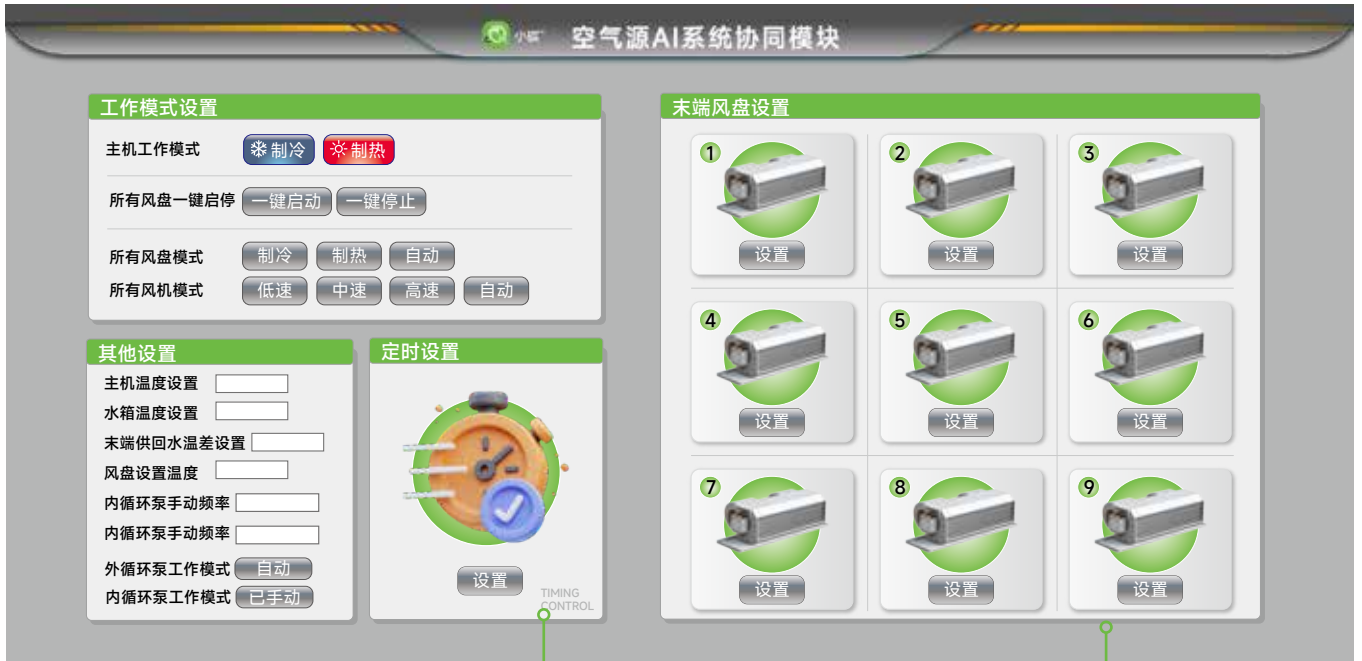 小
空气源AI系统协同模块
工作模式设置
主机工作模式 制冷 制热
所有风盘一键启停 一键启动 一键停止
所有风盘模式 制冷 制热 自动
所有风机模式 低速 中速 高速 自动
其他设置
主机温度设置
水箱温度设置
末端供回水温差设置
风盘设置温度
内循环泵手动频率
内循环泵手动频率
外循环泵工作模式 自动
内循环泵工作模式 已手动
定时设置
设置
TIMING
CONTROL
末端风盘设置
1 2 3
设置 设置 设置
4 5 6
设置 设置 设置
7 8 9
设置 设置 设置